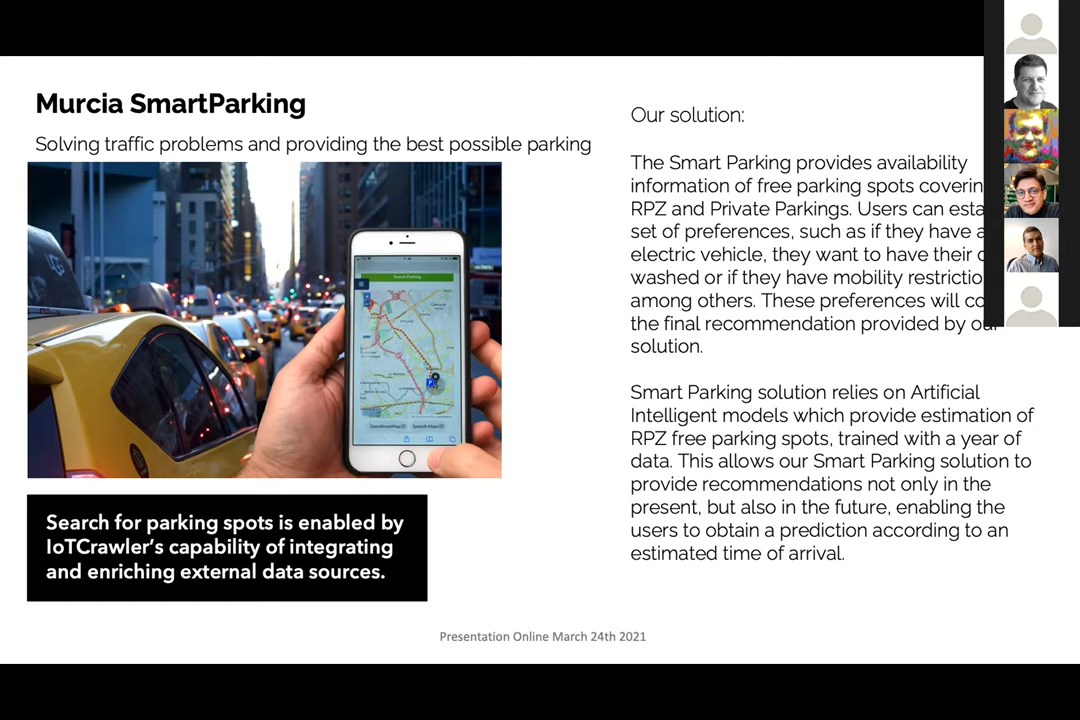 Murcia SmartParking
Solving traffic problems and providing the best possible parking
Search Parking
OpenStreetMap
Search for parking spots is enabled by
IoTCrawler’s capability of integrating
and enriching external data sources.
Our solution:
The Smart Parking provides availability
information of free parking spots coverin
RPZ and Private Parkings. Users can esta
set of preferences, such as if they have a
electric vehicle, they want to have their
washed or if they have mobility restrictio
among others. These preferences will co
the final recommendation provided by our
solution.
Smart Parking solution relies on Artificial
Intelligent models which provide estimation of
RPZ free parking spots, trained with a year of
data. This allows our Smart Parking solution to
provide recommendations not only in the
present, but also in the future, enabling the
users to obtain a prediction according to an
estimated time of arrival.
Presentation Online March 24th 2021